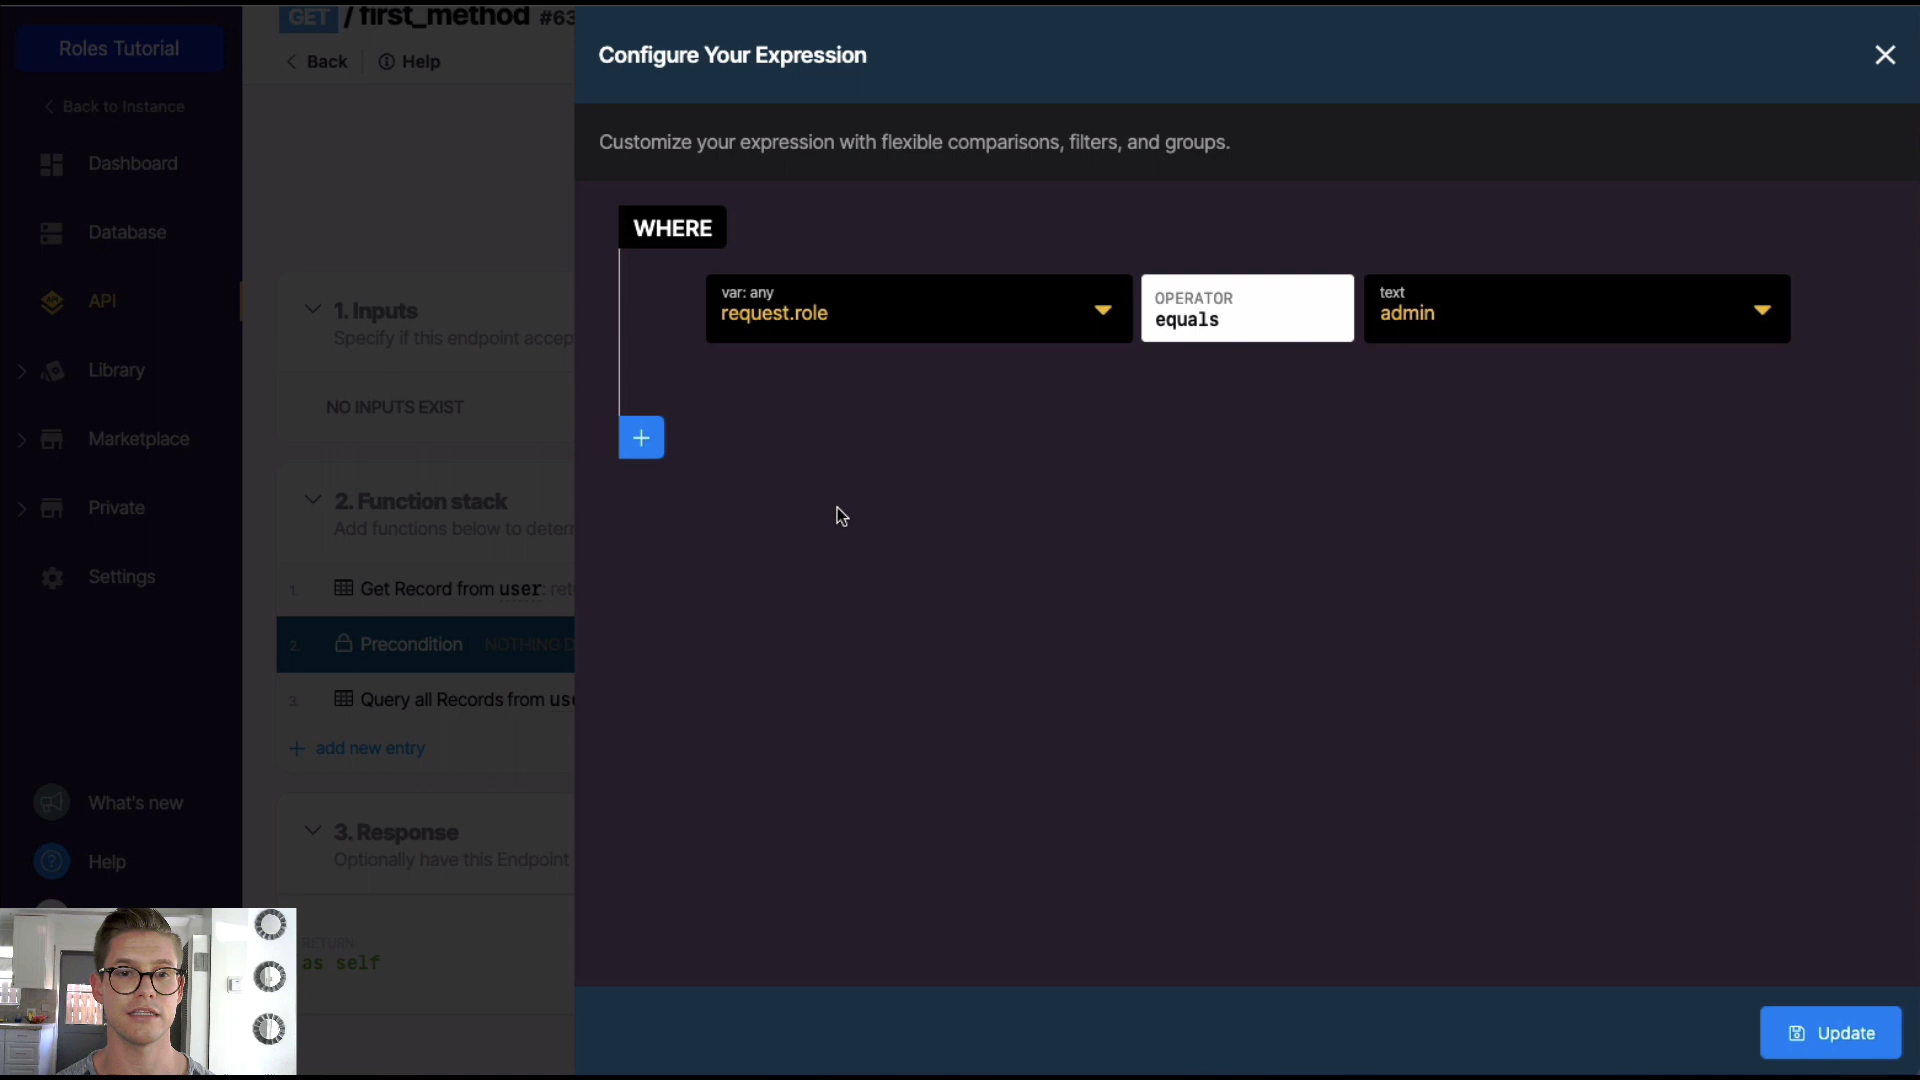 Roles Tutorial
Back to Instance
Dashboard
Database
API
Library
Marketplace
Private
Settings
What's new
Help
GET / first_method #63
Back
Help
1. Inputs
Specify if this endpoint accep
NO INPUTS EXIST
2. Function stack
Add functions below to deter
1. Get Record from user: ret
2. Precondition NOTHING D
3. Query all Records from use
add new entry
3. Response
Optionally have this Endpoint
RETURN
as self
Configure Your Expression
Customize your expression with flexible comparisons, filters, and groups.
WHERE
var: any
request.role
OPERATOR
equals
text
admin
Update